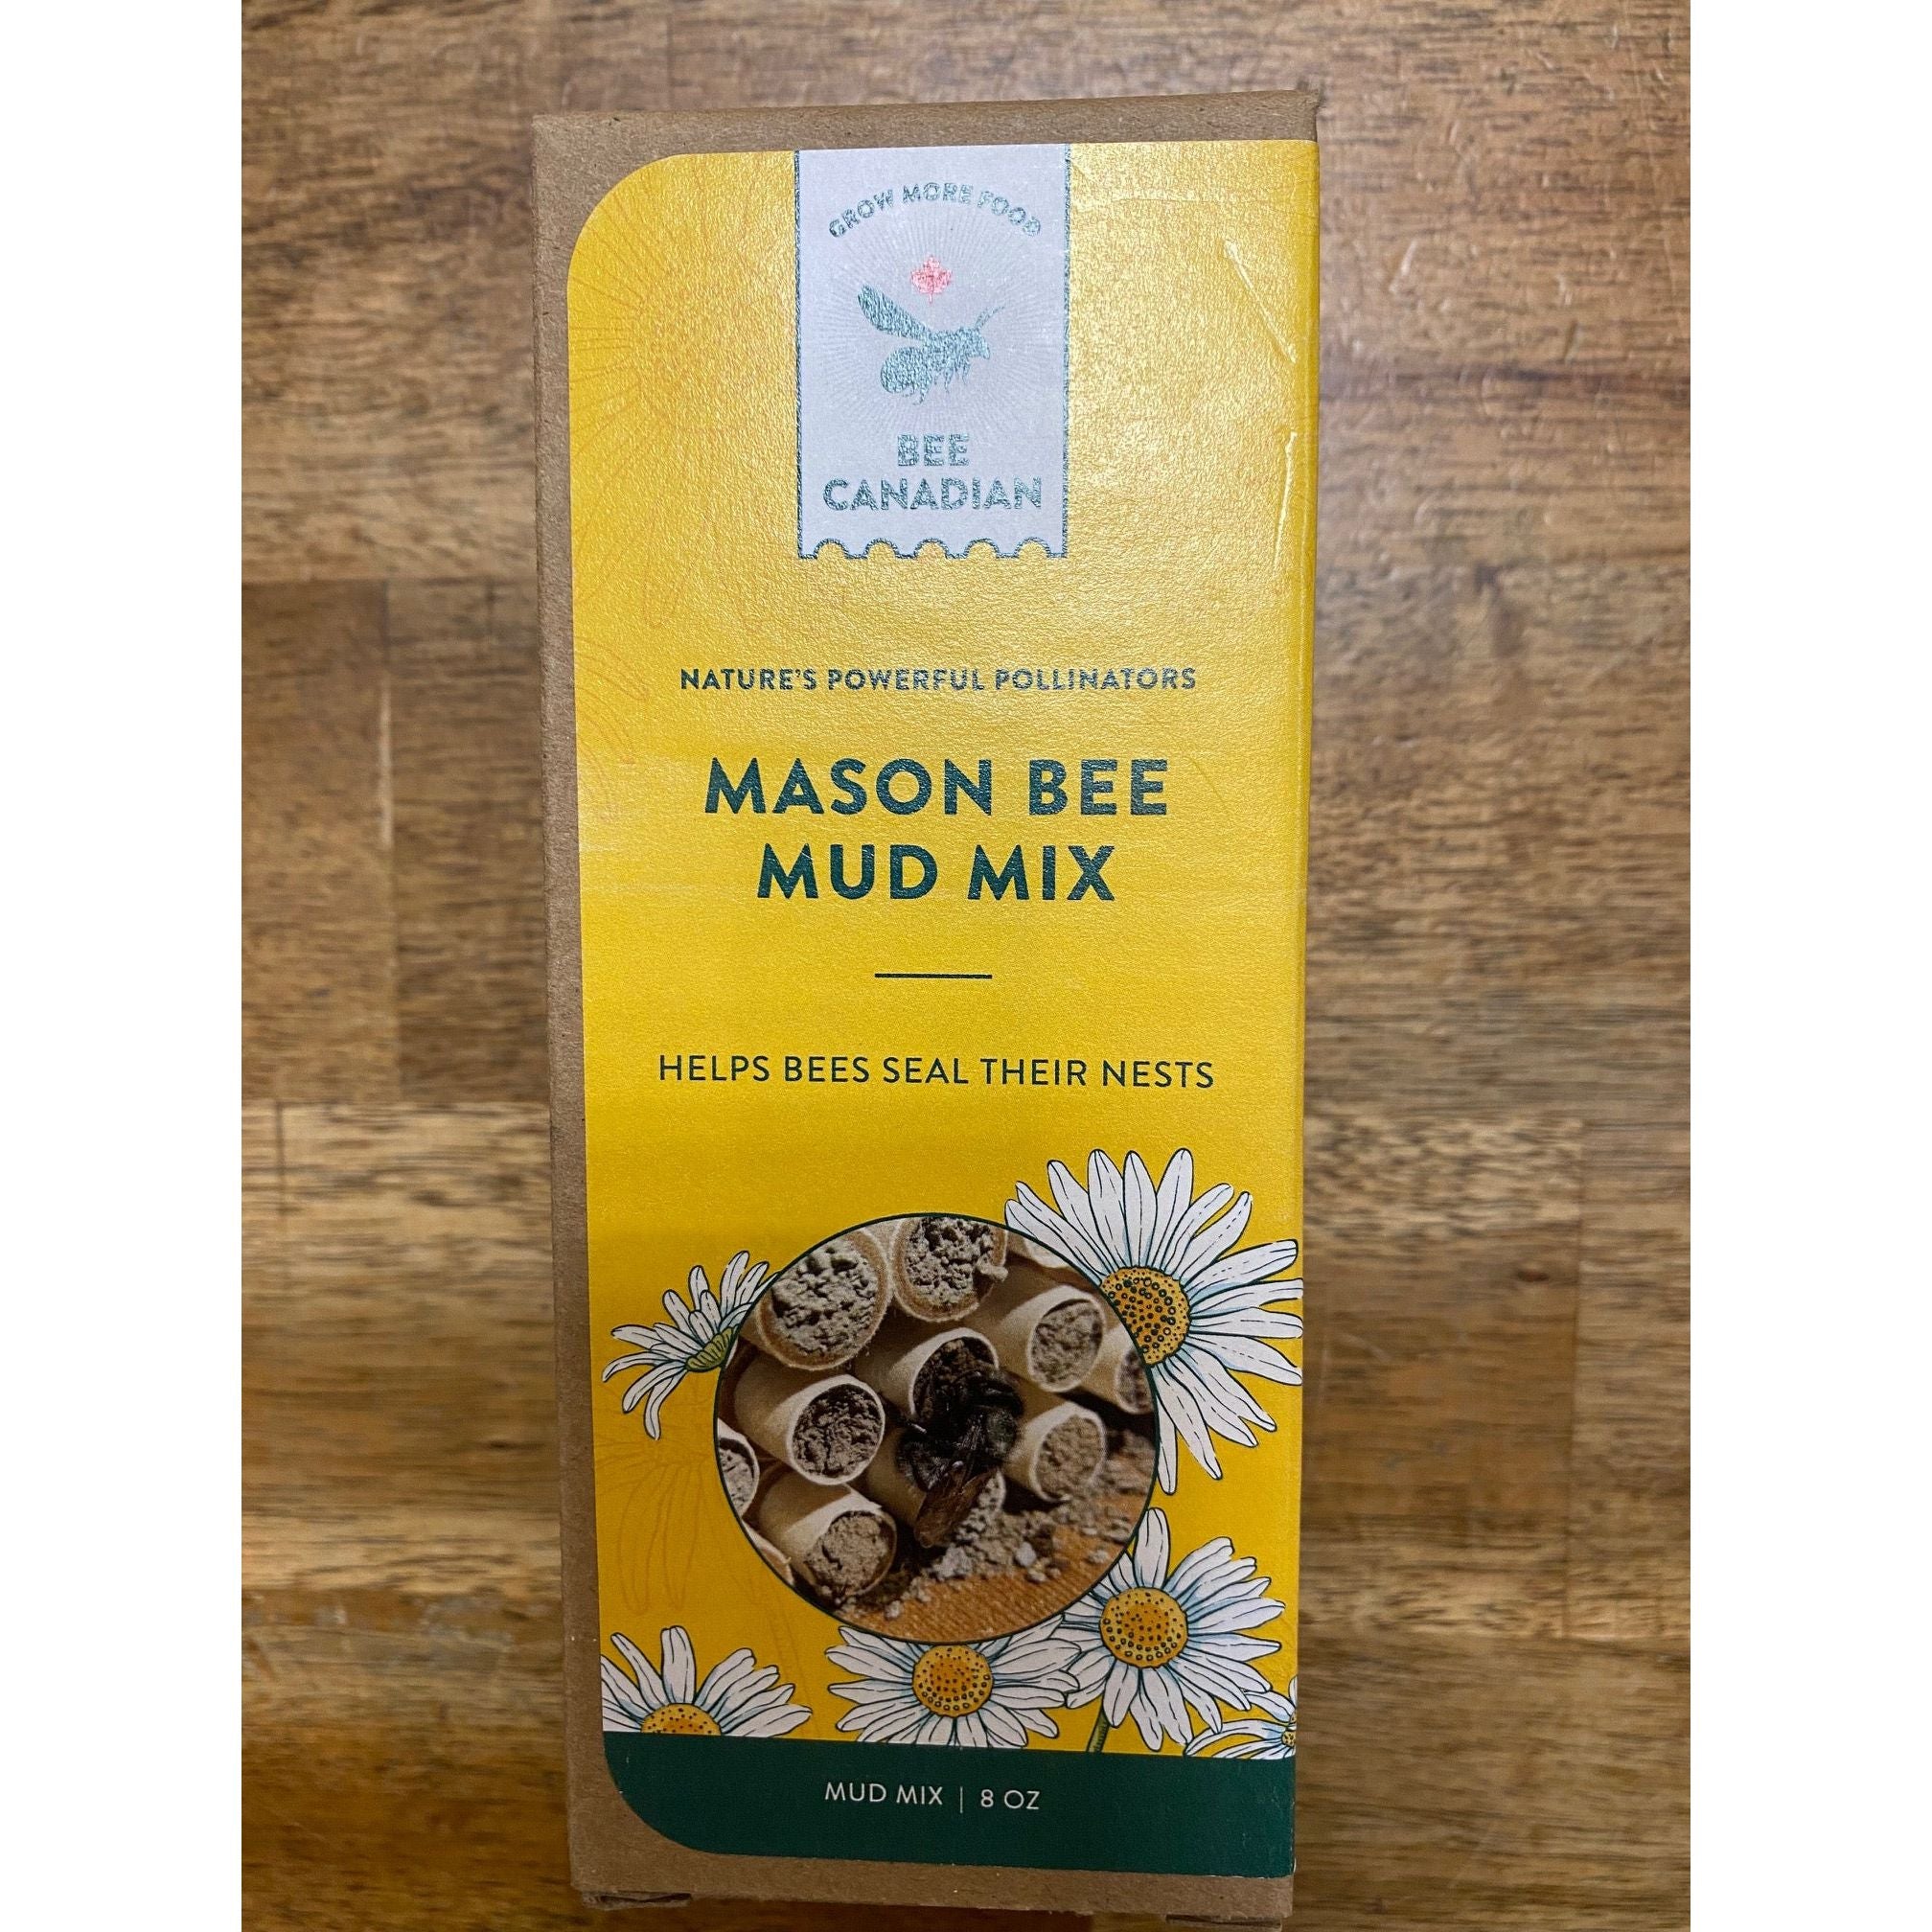 GROW MORE FOOD
BEE
CANADIAN
NATURE'S POWERFUL POLLINATORS
MASON BEE
MUD MIX
HELPS BEES SEAL THEIR NESTS
MUD MIX | 8 OZ